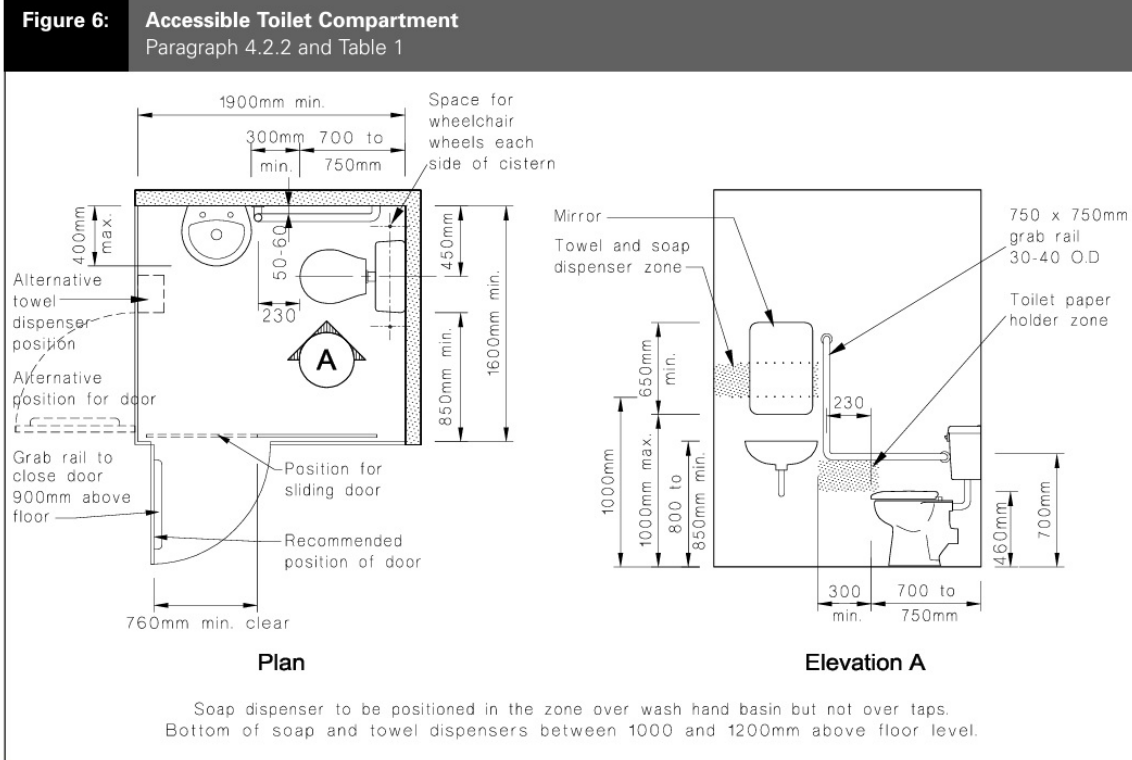 Figure 6:
Accessible Toilet Compartment
Paragraph 4.2.2 and Table 1
1900mm min.
300mm
min.
700 to
750mm
Space for
wheelchair
wheels each
side of cistern
400mm
max.
50-60
450mm
230
850mm min.
1600mm min.
A
Alternative
towel
dispenser
position
Alternative
position for door
Grab rail to
close door
900mm above
floor
Position for
sliding door
Recommended
position of door
760mm min. clear
Plan
Mirror
Towel and soap
dispenser zone
750 x 750mm
grab rail
30-40 O.D
Toilet paper
holder zone
650mm
min.
230
1000mm
1000mm max.
800 to
850mm min.
460mm
700mm
300
min.
700 to
750mm
Elevation A
Soap dispenser to be positioned in the zone over wash hand basin but not over taps.
Bottom of soap and towel dispensers between 1000 and 1200mm above floor level.